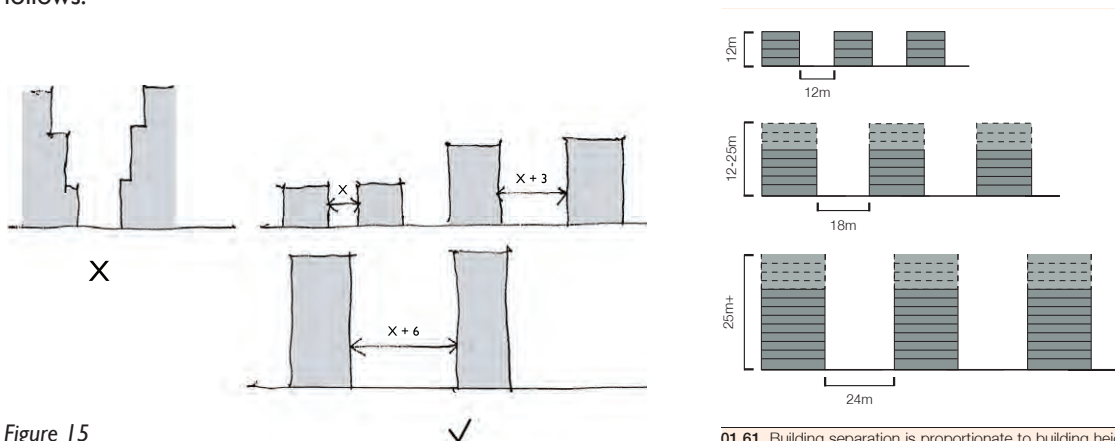 follows:
X
X + 3
X
X + 6
Figure 15
✓
12m
12m
12-25m
18m
25m+
24m
01.61 Building separation is proportionate to building